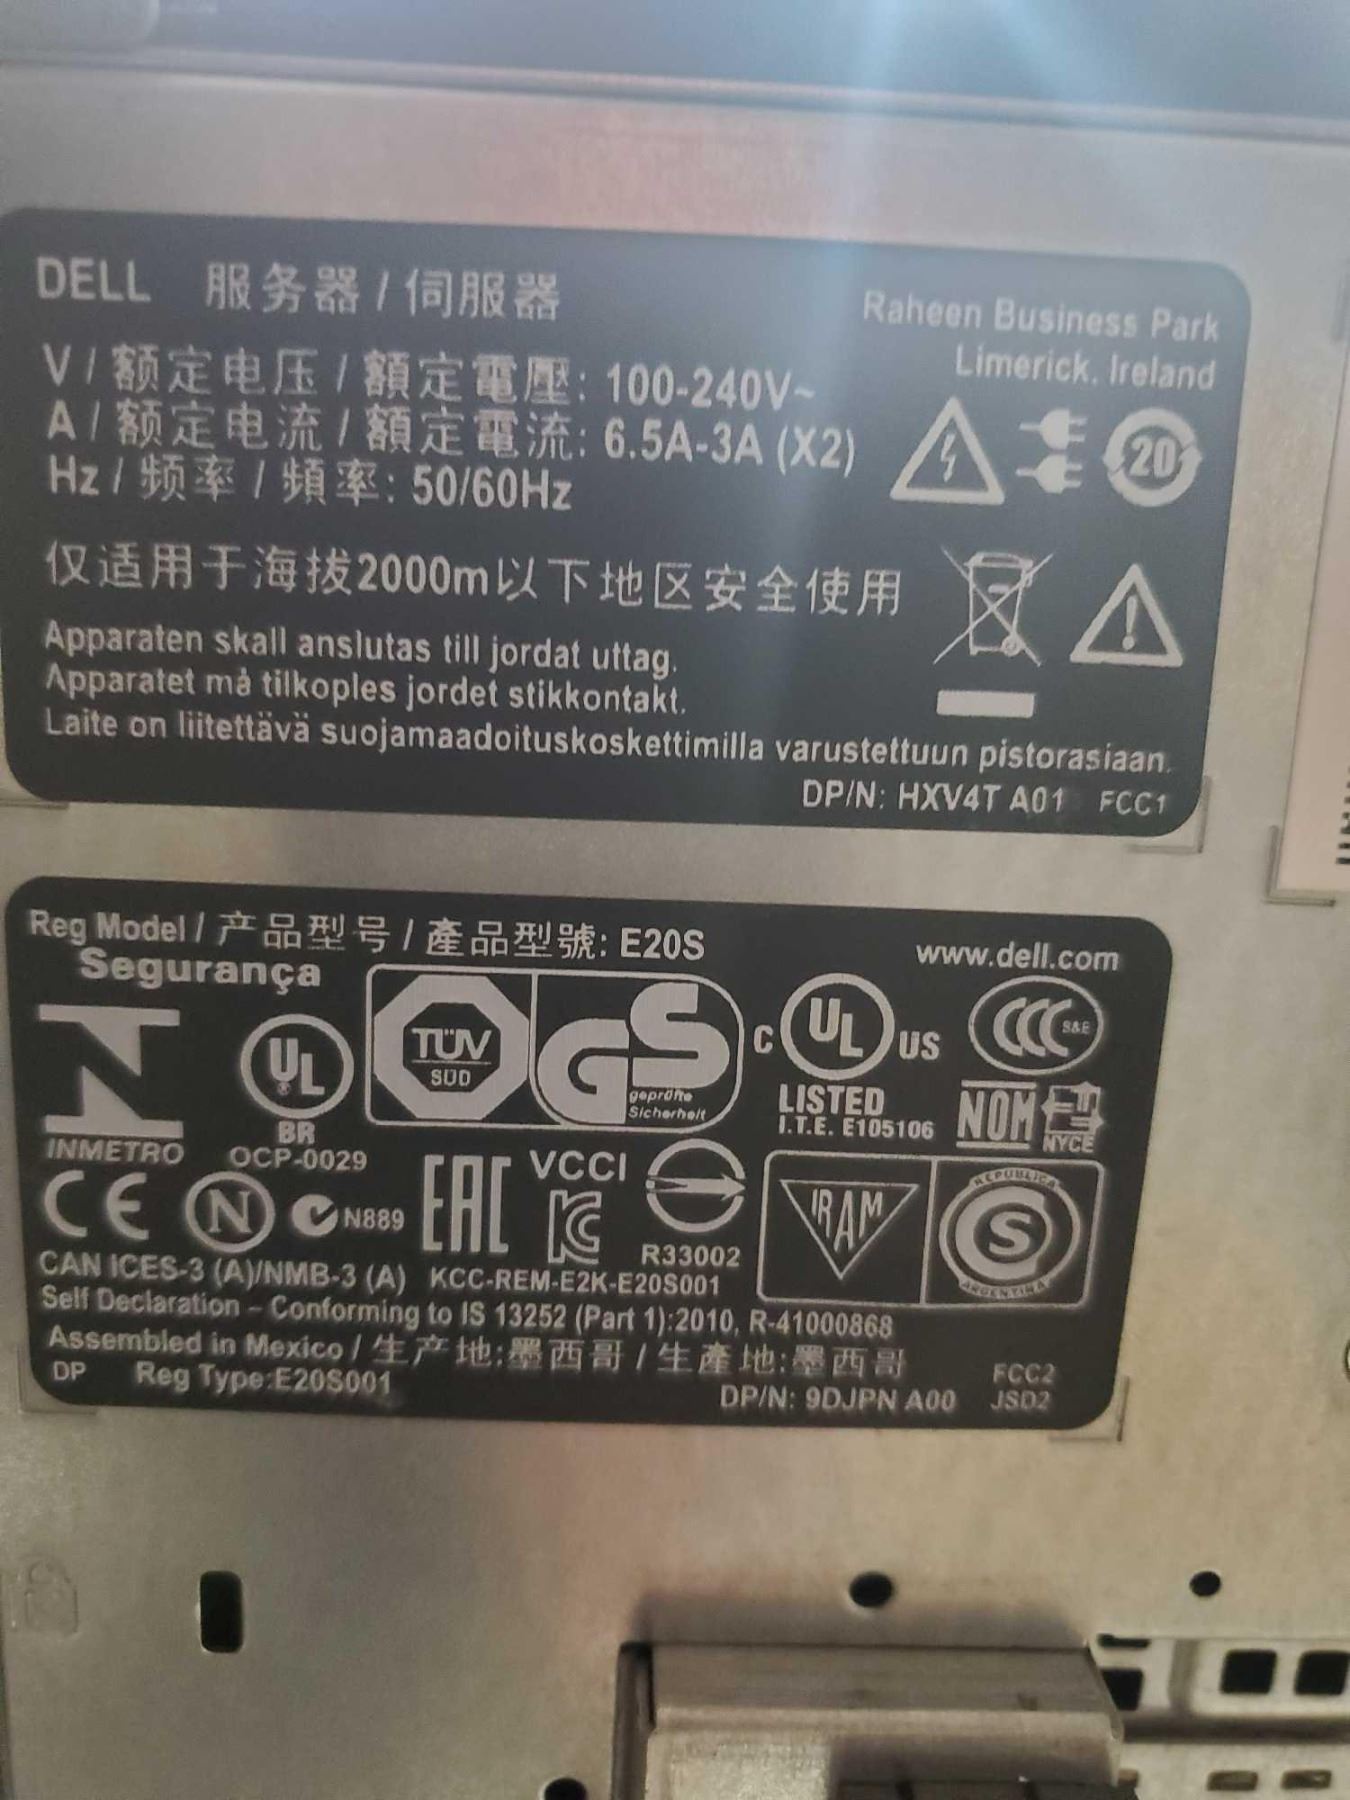 DELL 服务器 / 伺服器
Raheen Business Park
Limerick, Ireland
V / 额定电压 / 額定電壓: 100-240V~
A / 额定电流 / 額定電流: 6.5A-3A (X2)
Hz / 频率 / 頻率: 50/60Hz
20
仅适用于海拔2000m以下地区安全使用
Apparaten skall anslutas till jordat uttag.
Apparatet må tilkoples jordet stikkontakt.
Laite on liitettävä suojamaadoituskoskettimilla varustettuun pistorasiaan.
DP/N: HXV4T A01 FCC1
Reg Model / 产品型号 / 產品型號: E20S
www.dell.com
Segurança
INMETRO
UL
BR
OCP-0029
TÜV
SÜD
GS
geprüfte
Sicherheit
C UL US
LISTED
I.T.E. E105106
CCC S&E
NOM
NYCE
CE N N889 EAC VCCI
KC
R33002
IRAM
REPUBLICA
S
ARGENTINA
CAN ICES-3 (A)/NMB-3 (A) KCC-REM-E2K-E20S001
Self Declaration – Conforming to IS 13252 (Part 1):2010, R-41000868
Assembled in Mexico / 生产地:墨西哥 / 生產地:墨西哥
DP Reg Type:E20S001
DP/N: 9DJPN A00
FCC2
JSD2